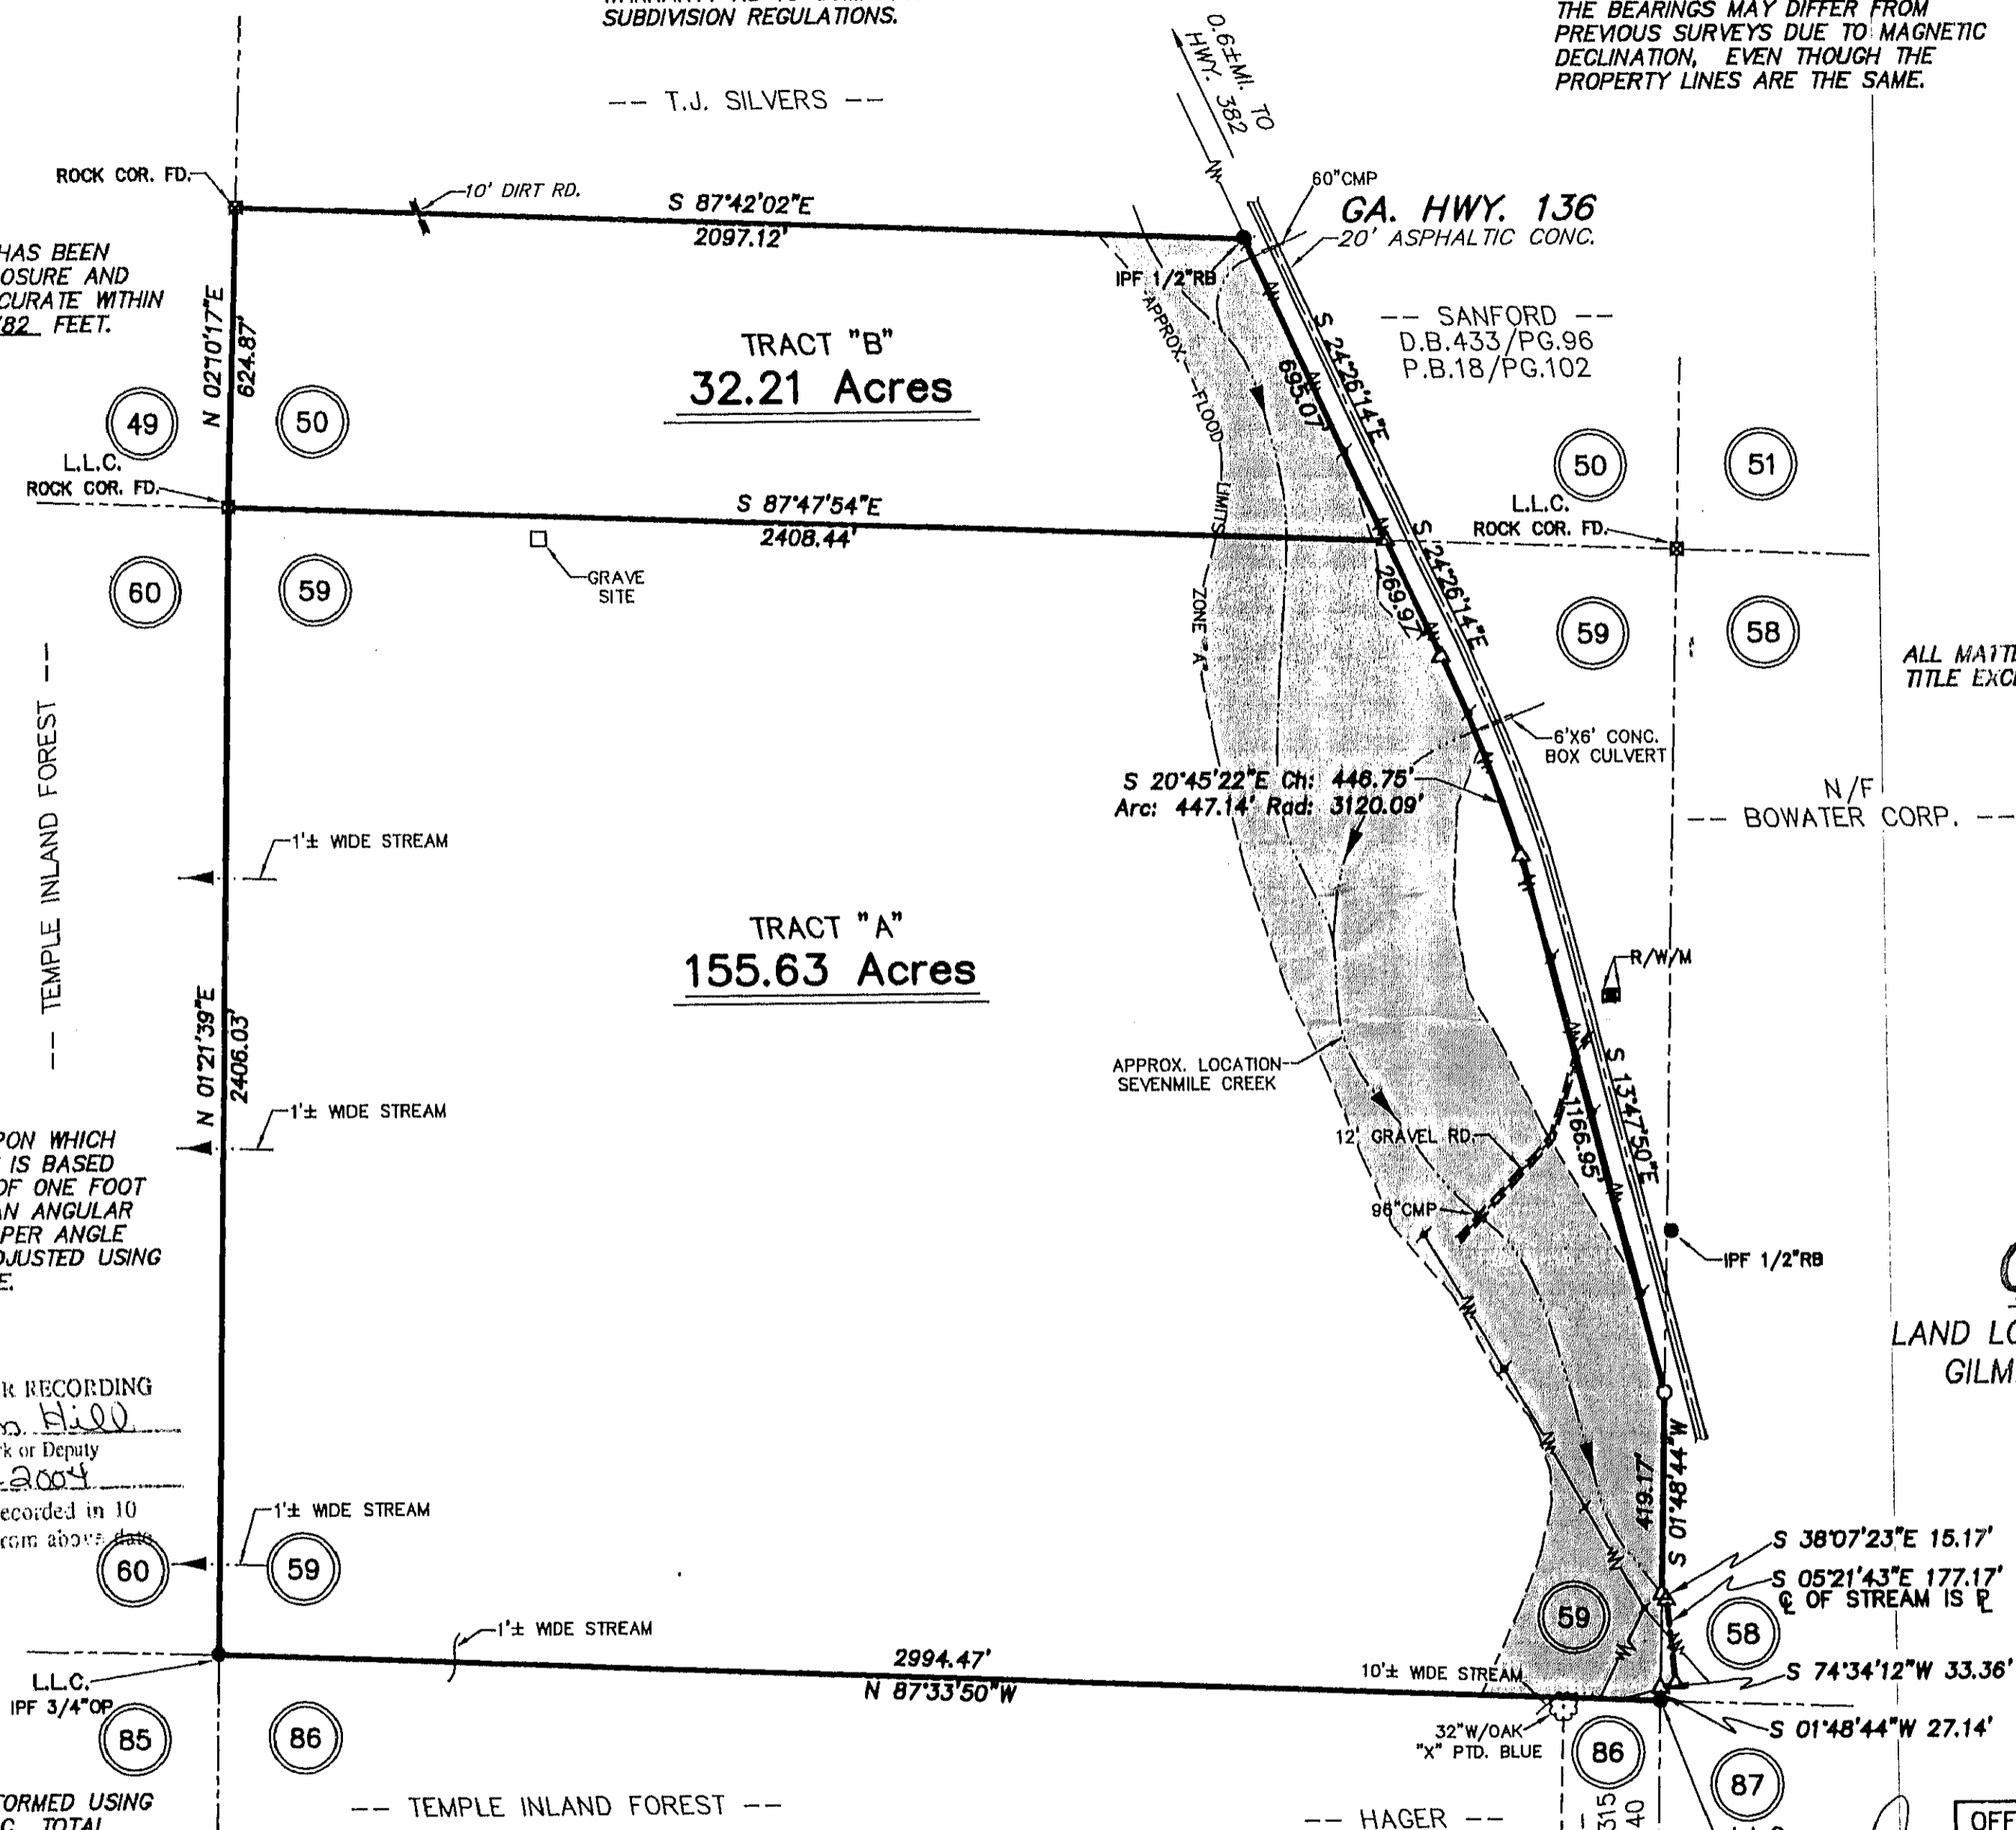 SUBDIVISION REGULATIONS.
THE BEARINGS MAY DIFFER FROM
PREVIOUS SURVEYS DUE TO MAGNETIC
DECLINATION, EVEN THOUGH THE
PROPERTY LINES ARE THE SAME.
0.6±MI. TO
HWY. 382
-- T.J. SILVERS --
ROCK COR. FD.
10' DIRT RD.
S 87°42'02"E
2097.12'
60"CMP
GA. HWY. 136
20' ASPHALTIC CONC.
IPF 1/2"RB
HAS BEEN
OSURE AND
CURATE WITHIN
82 FEET.
N 02°10'17"E
624.87'
TRACT "B"
32.21 Acres
APPROX. FLOOD LIMITS
ZONE "A"
S 24°26'14"E
695.07'
-- SANFORD --
D.B.433/PG.96
P.B.18/PG.102
49
50
50
51
L.L.C.
ROCK COR. FD.
S 87°47'54"E
2408.44'
L.L.C.
ROCK COR. FD.
GRAVE
SITE
60
59
S 24°26'14"E
269.97'
59
58
ALL MATTE
TITLE EXC
-- TEMPLE INLAND FOREST --
6'X6' CONC.
BOX CULVERT
S 20°45'22"E Ch: 446.75'
Arc: 447.14' Rad: 3120.09'
N/F
-- BOWATER CORP. --
1'± WIDE STREAM
TRACT "A"
155.63 Acres
R/W/M
N 01°21'39"E
2406.03'
APPROX. LOCATION
SEVENMILE CREEK
S 13°47'50"E
1166.95'
1'± WIDE STREAM
12' GRAVEL RD.
PON WHICH
IS BASED
OF ONE FOOT
AN ANGULAR
PER ANGLE
DJUSTED USING
E.
96"CMP
IPF 1/2"RB
LAND LO
GILM
R RECORDING
Hill
k or Deputy
-2004
ecorded in 10
rom above date
419.17'
S 01°48'44"W
1'± WIDE STREAM
60
59
S 38°07'23"E 15.17'
S 05°21'43"E 177.17'
℄ OF STREAM IS ⅊
59
58
1'± WIDE STREAM
2994.47'
N 87°33'50"W
10'± WIDE STREAM
S 74°34'12"W 33.36'
L.L.C.
IPF 3/4"OP
85
86
32"W/OAK
"X" PTD. BLUE
86
S 01°48'44"W 27.14'
87
FORMED USING
-- TEMPLE INLAND FOREST --
-- HAGER --
315
40